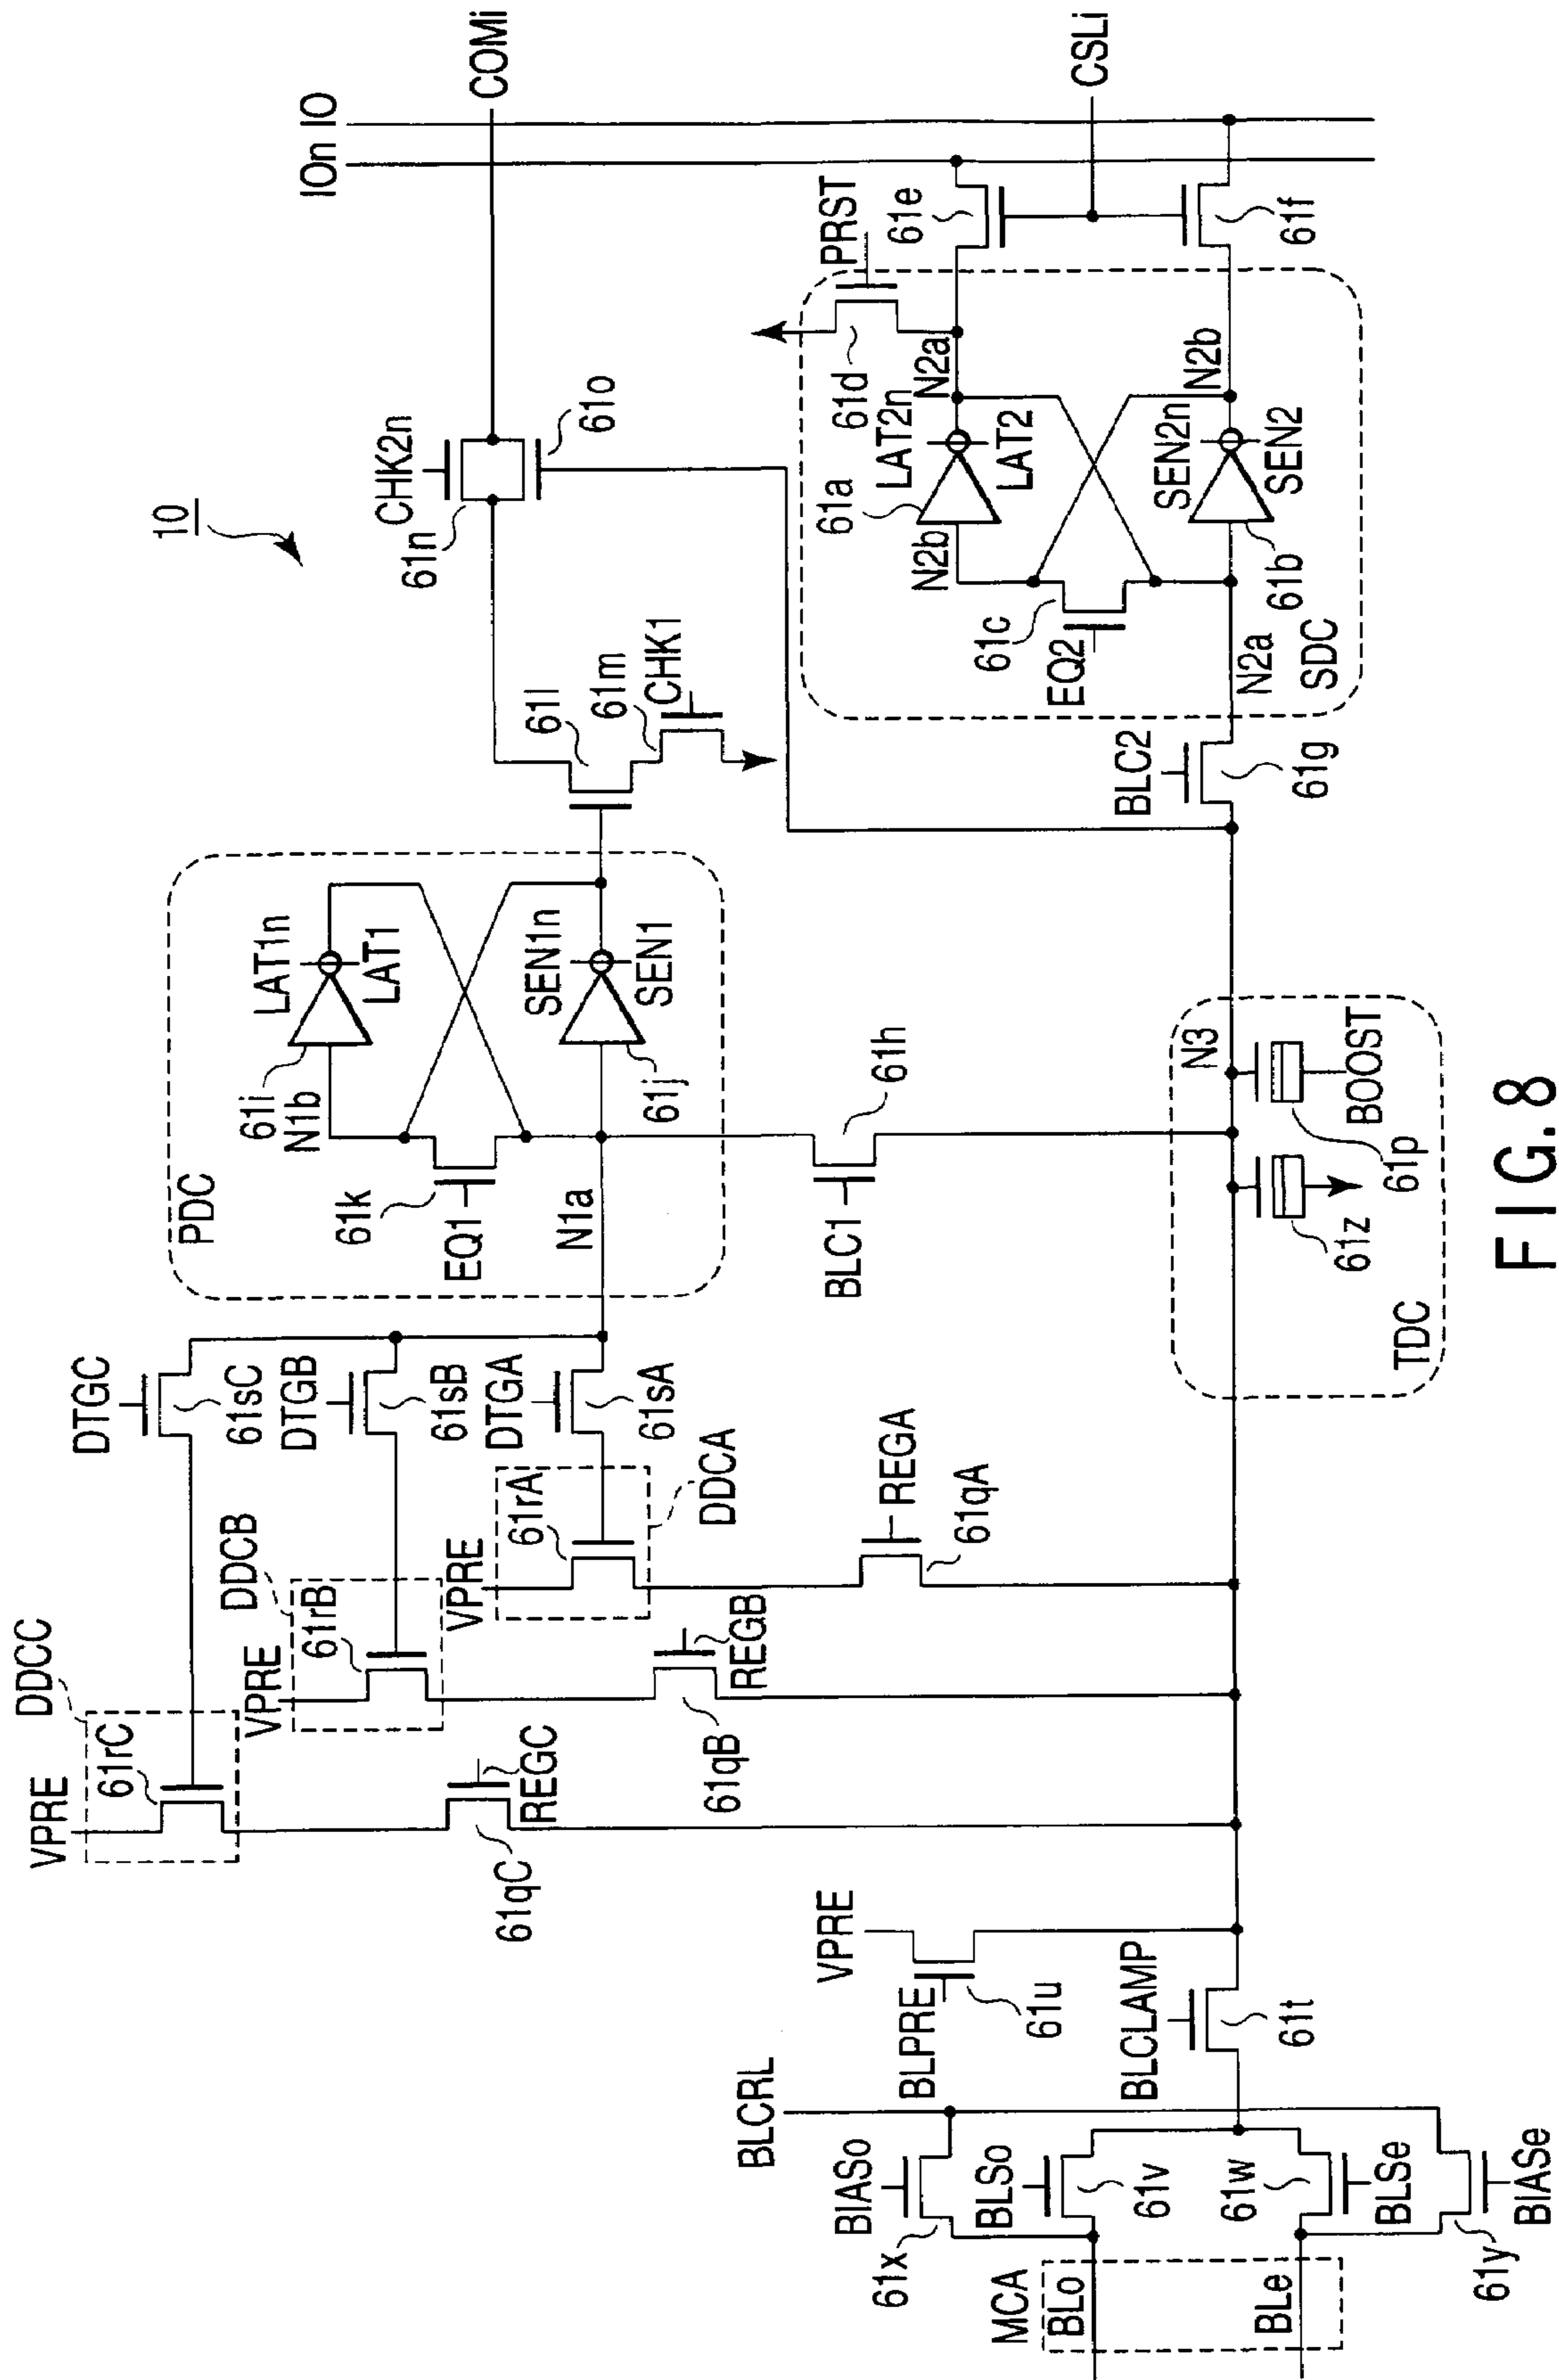 10
IOn
IO
COMi
CHK2n
61n
61o
PRST
61d
61e
CSLi
61f
LAT2n
LAT2
61a
N2a
N2b
N2b
SEN2n
SEN2
61b
61c
EQ2
N2a
SDC
BLC2
61g
61l
61m
CHK1
PDC
LAT1n
LAT1
61i
N1b
SEN1n
SEN1
61j
61k
EQ1
N1a
BLC1
61h
N3
BOOST
61p
61z
TDC
DTGC
61sC
DTGB
61sB
DTGA
61sA
DDCC
VPRE
61rC
DDCB
VPRE
61rB
VPRE
61rA
DDCA
REGC
61qC
REGB
61qB
REGA
61qA
VPRE
BLPRE
61u
BLCLAMP
61t
BLCRL
BIASo
61x
BLSo
61v
61w
BLSe
BIASe
61y
MCA
BLo
BLe
FIG.8